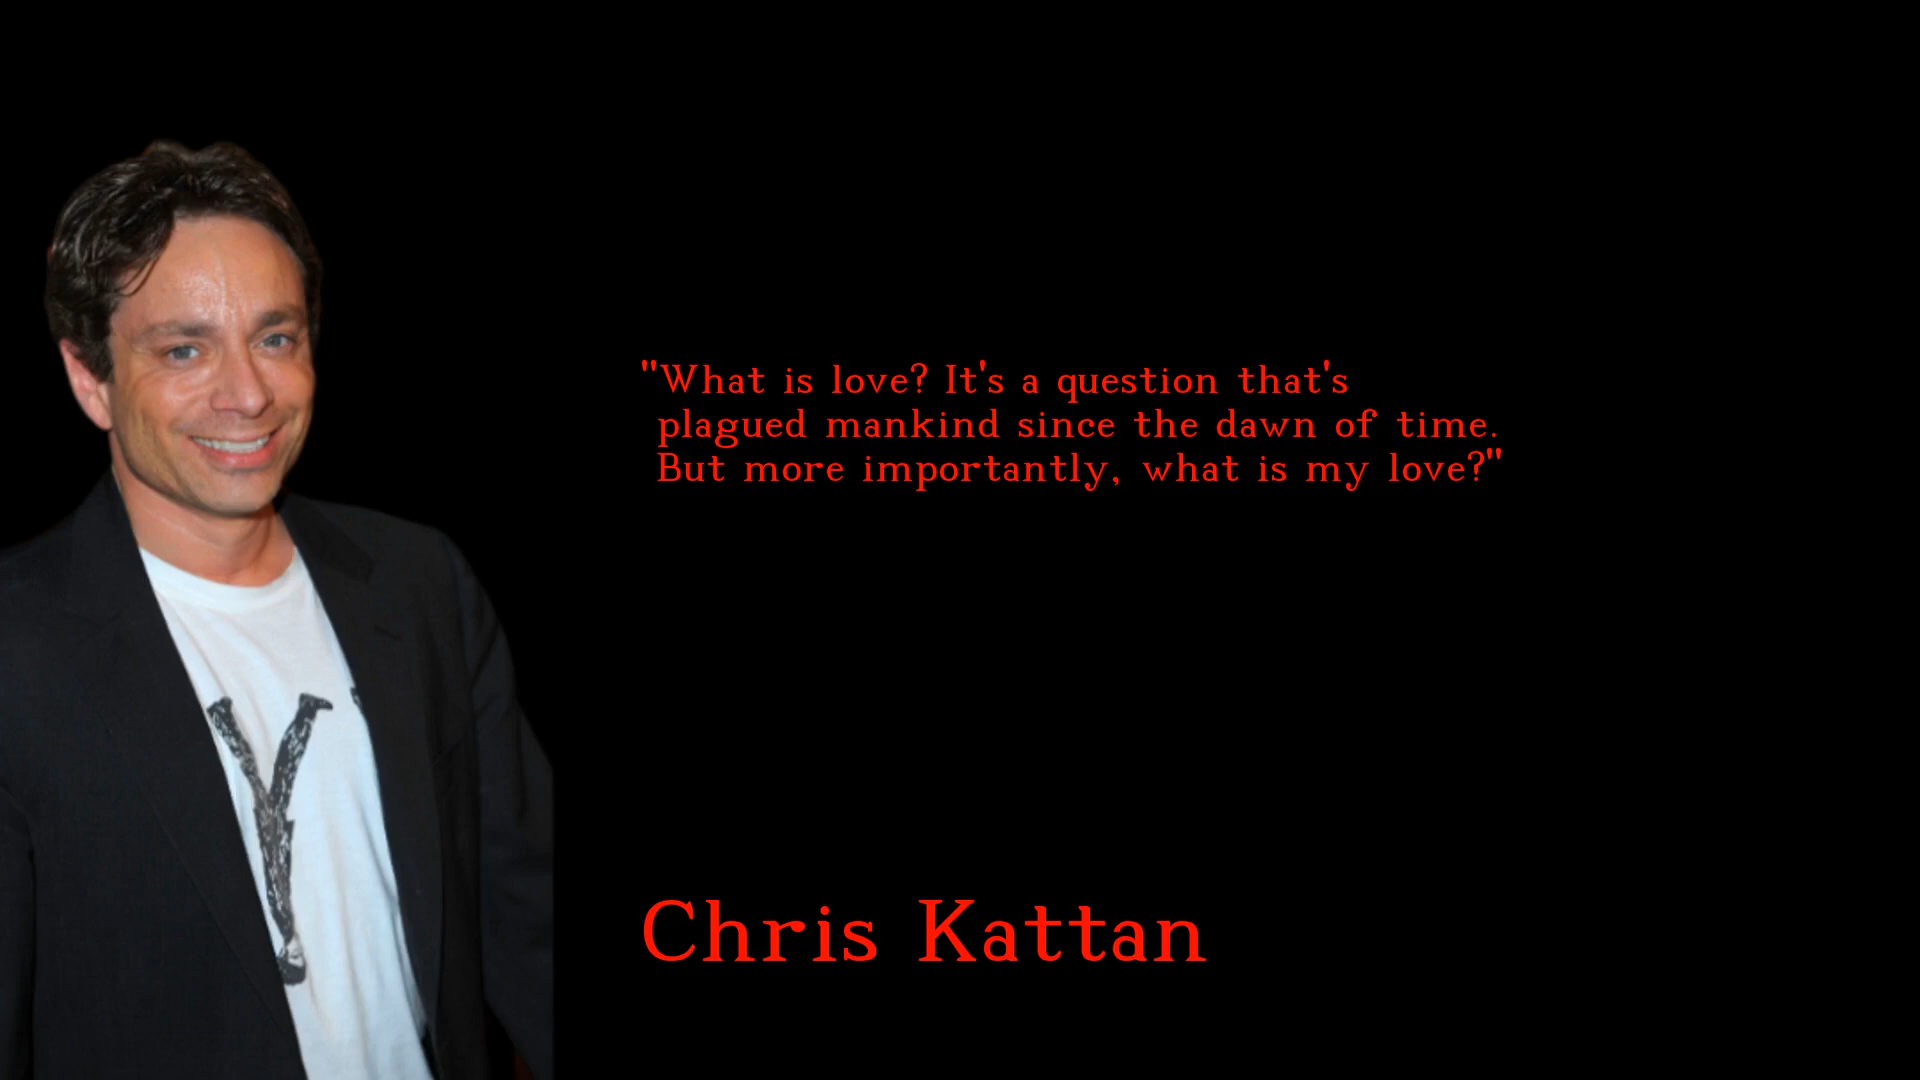 "What is love? It's a question that's
plagued mankind since the dawn of time.
But more importantly, what is my love?"
Chris Kattan